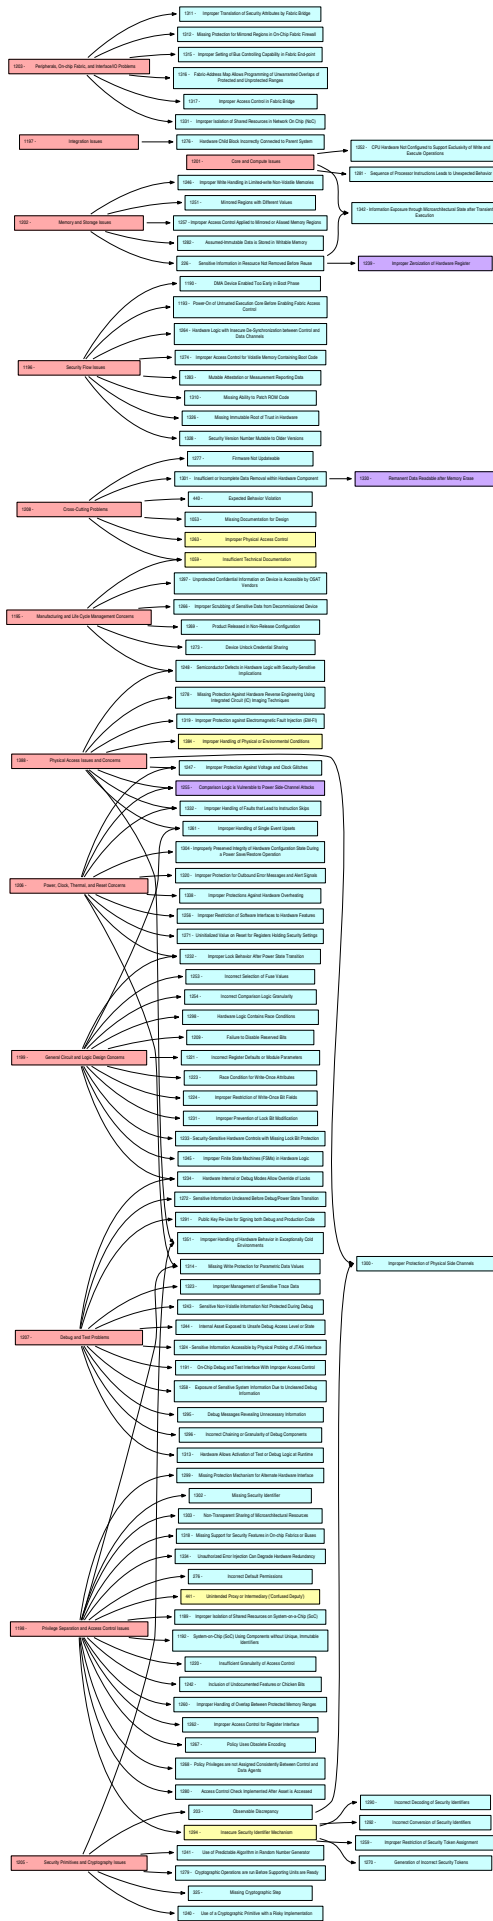 1311 - Improper Translation of Security Attributes by Fabric Bridge
1312 - Missing Protection for Mirrored Regions in On-Chip Fabric Firewall
1315 - Improper Setting of Bus Controlling Capability in Fabric End-point
1203 - Peripherals, On-chip Fabric, and Interface/IO Problems
1316 - Fabric-Address Map Allows Programming of Unwarranted Overlaps of
Protected and Unprotected Ranges
1317 - Improper Access Control in Fabric Bridge
1331 - Improper Isolation of Shared Resources in Network On Chip (NoC)
1197 - Integration Issues
1276 - Hardware Child Block Incorrectly Connected to Parent System
1252 - CPU Hardware Not Configured to Support Exclusivity of Write and
Execute Operations
1201 - Core and Compute Issues
1281 - Sequence of Processor Instructions Leads to Unexpected Behavior
1246 - Improper Write Handling in Limited-write Non-Volatile Memories
1251 - Mirrored Regions with Different Values
1342 - Information Exposure through Microarchitectural State after Transient
Execution
1202 - Memory and Storage Issues
1257 - Improper Access Control Applied to Mirrored or Aliased Memory Regions
1282 - Assumed-Immutable Data is Stored in Writable Memory
226 - Sensitive Information in Resource Not Removed Before Reuse
1239 - Improper Zeroization of Hardware Register
1190 - DMA Device Enabled Too Early in Boot Phase
1193 - Power-On of Untrusted Execution Core Before Enabling Fabric Access
Control
1264 - Hardware Logic with Insecure De-Synchronization between Control and
Data Channels
1274 - Improper Access Control for Volatile Memory Containing Boot Code
1196 - Security Flow Issues
1283 - Mutable Attestation or Measurement Reporting Data
1310 - Missing Ability to Patch ROM Code
1326 - Missing Immutable Root of Trust in Hardware
1328 - Security Version Number Mutable to Older Versions
1277 - Firmware Not Updateable
1301 - Insufficient or Incomplete Data Removal within Hardware Component
1330 - Remanent Data Readable after Memory Erase
440 - Expected Behavior Violation
1208 - Cross-Cutting Problems
1053 - Missing Documentation for Design
1263 - Improper Physical Access Control
1059 - Insufficient Technical Documentation
1297 - Unprotected Confidential Information on Device is Accessible by OSAT
Vendors
1266 - Improper Scrubbing of Sensitive Data from Decommissioned Device
1195 - Manufacturing and Life Cycle Management Concerns
1269 - Product Released in Non-Release Configuration
1273 - Device Unlock Credential Sharing
1248 - Semiconductor Defects in Hardware Logic with Security-Sensitive
Implications
1278 - Missing Protection Against Hardware Reverse Engineering Using
Integrated Circuit (IC) Imaging Techniques
1319 - Improper Protection against Electromagnetic Fault Injection (EM-FI)
1384 - Improper Handling of Physical or Environmental Conditions
1388 - Physical Access Issues and Concerns
1247 - Improper Protection Against Voltage and Clock Glitches
1255 - Comparison Logic is Vulnerable to Power Side-Channel Attacks
1332 - Improper Handling of Faults that Lead to Instruction Skips
1261 - Improper Handling of Single Event Upsets
1304 - Improperly Preserved Integrity of Hardware Configuration State During
a Power Save/Restore Operation
1320 - Improper Protection for Outbound Error Messages and Alert Signals
1206 - Power, Clock, Thermal, and Reset Concerns
1338 - Improper Protections Against Hardware Overheating
1256 - Improper Restriction of Software Interfaces to Hardware Features
1271 - Uninitialized Value on Reset for Registers Holding Security Settings
1232 - Improper Lock Behavior After Power State Transition
1253 - Incorrect Selection of Fuse Values
1254 - Incorrect Comparison Logic Granularity
1298 - Hardware Logic Contains Race Conditions
1209 - Failure to Disable Reserved Bits
1199 - General Circuit and Logic Design Concerns
1221 - Incorrect Register Defaults or Module Parameters
1223 - Race Condition for Write-Once Attributes
1224 - Improper Restriction of Write-Once Bit Fields
1231 - Improper Prevention of Lock Bit Modification
1233 - Security-Sensitive Hardware Controls with Missing Lock Bit Protection
1245 - Improper Finite State Machines (FSMs) in Hardware Logic
1234 - Hardware Internal or Debug Modes Allow Override of Locks
1272 - Sensitive Information Uncleared Before Debug/Power State Transition
1291 - Public Key Re-Use for Signing both Debug and Production Code
1351 - Improper Handling of Hardware Behavior in Exceptionally Cold
Environments
1314 - Missing Write Protection for Parametric Data Values
1300 - Improper Protection of Physical Side Channels
1323 - Improper Management of Sensitive Trace Data
1243 - Sensitive Non-Volatile Information Not Protected During Debug
1244 - Internal Asset Exposed to Unsafe Debug Access Level or State
1207 - Debug and Test Problems
1324 - Sensitive Information Accessible by Physical Probing of JTAG Interface
1191 - On-Chip Debug and Test Interface With Improper Access Control
1258 - Exposure of Sensitive System Information Due to Uncleared Debug
Information
1295 - Debug Messages Revealing Unnecessary Information
1296 - Incorrect Chaining or Granularity of Debug Components
1313 - Hardware Allows Activation of Test or Debug Logic at Runtime
1299 - Missing Protection Mechanism for Alternate Hardware Interface
1302 - Missing Security Identifier
1303 - Non-Transparent Sharing of Microarchitectural Resources
1318 - Missing Support for Security Features in On-chip Fabrics or Buses
1334 - Unauthorized Error Injection Can Degrade Hardware Redundancy
276 - Incorrect Default Permissions
441 - Unintended Proxy or Intermediary ('Confused Deputy')
1189 - Improper Isolation of Shared Resources on System-on-a-Chip (SoC)
1198 - Privilege Separation and Access Control Issues
1192 - System-on-Chip (SoC) Using Components without Unique, Immutable
Identifiers
1220 - Insufficient Granularity of Access Control
1242 - Inclusion of Undocumented Features or Chicken Bits
1260 - Improper Handling of Overlap Between Protected Memory Ranges
1262 - Improper Access Control for Register Interface
1267 - Policy Uses Obsolete Encoding
1268 - Policy Privileges are not Assigned Consistently Between Control and
Data Agents
1280 - Access Control Check Implemented After Asset is Accessed
1290 - Incorrect Decoding of Security Identifiers
203 - Observable Discrepancy
1292 - Incorrect Conversion of Security Identifiers
1294 - Insecure Security Identifier Mechanism
1259 - Improper Restriction of Security Token Assignment
1241 - Use of Predictable Algorithm in Random Number Generator
1270 - Generation of Incorrect Security Tokens
1205 - Security Primitives and Cryptography Issues
1279 - Cryptographic Operations are run Before Supporting Units are Ready
325 - Missing Cryptographic Step
1240 - Use of a Cryptographic Primitive with a Risky Implementation